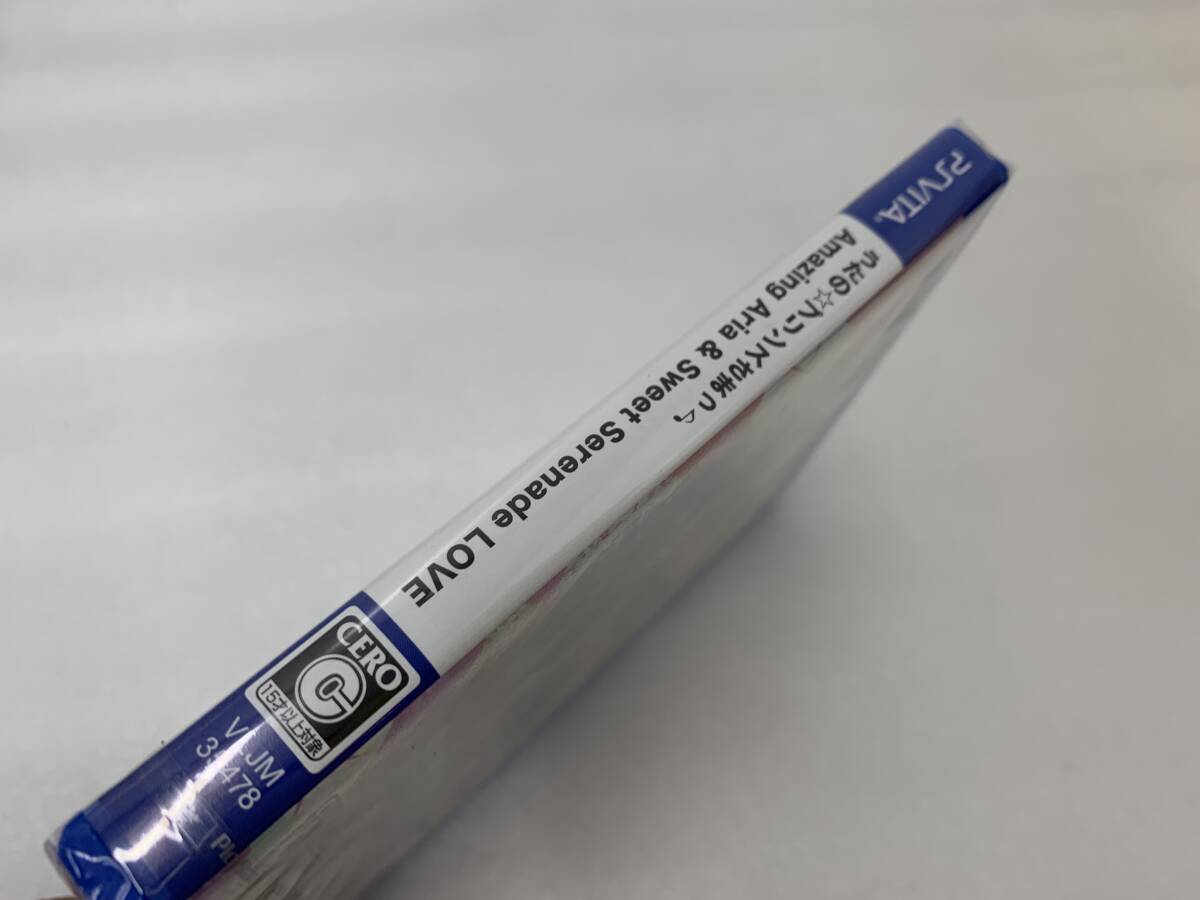 PSVITA
うたの☆プリンスさまっ♪
Amazing Aria & Sweet Serenade LOVE
CERO
C
15才以上対象